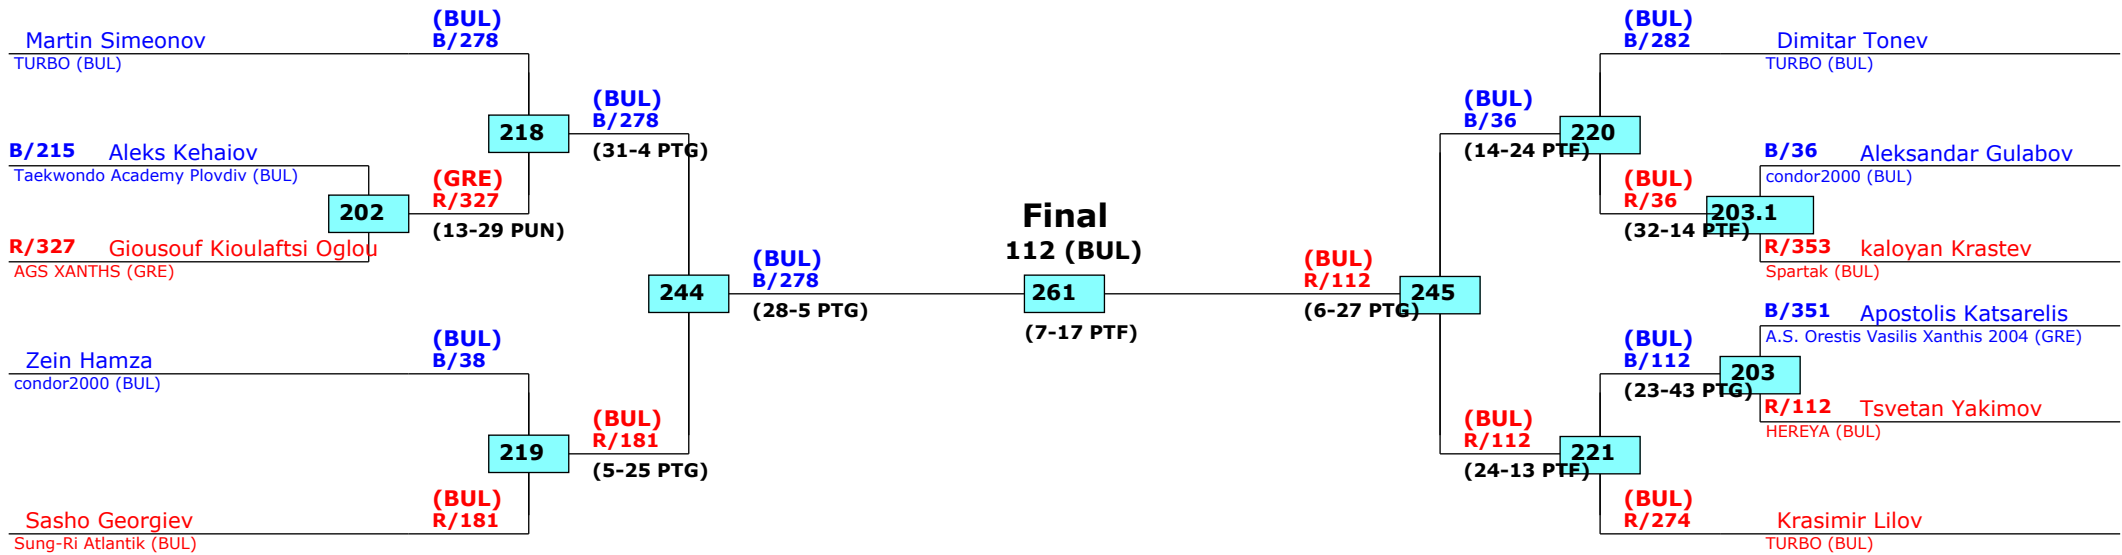 (BUL)
B/278
Martin Simeonov
TURBO (BUL)
B/215 Aleks Kehaiov
Taekwondo Academy Plovdiv (BUL)
202
R/327 Giousouf Kioulaftsi Oglou
AGS XANTHS (GRE)
(GRE)
R/327
(13-29 PUN)
218
(BUL)
B/278
(31-4 PTG)
Zein Hamza
condor2000 (BUL)
(BUL)
B/38
219
(BUL)
R/181
(5-25 PTG)
(BUL)
R/181
Sasho Georgiev
Sung-Ri Atlantik (BUL)
244
(BUL)
B/278
(28-5 PTG)
Final
112 (BUL)
261
(7-17 PTF)
(BUL)
R/112
(6-27 PTG)
245
(BUL)
B/36
(14-24 PTF)
220
(BUL)
B/282
Dimitar Tonev
TURBO (BUL)
B/36 Aleksandar Gulabov
condor2000 (BUL)
(BUL)
R/36
(32-14 PTF)
203.1
R/353 kaloyan Krastev
Spartak (BUL)
B/351 Apostolis Katsarelis
A.S. Orestis Vasilis Xanthis 2004 (GRE)
(BUL)
B/112
(23-43 PTG)
203
R/112 Tsvetan Yakimov
HEREYA (BUL)
(BUL)
R/112
(24-13 PTF)
221
(BUL)
R/274
Krasimir Lilov
TURBO (BUL)